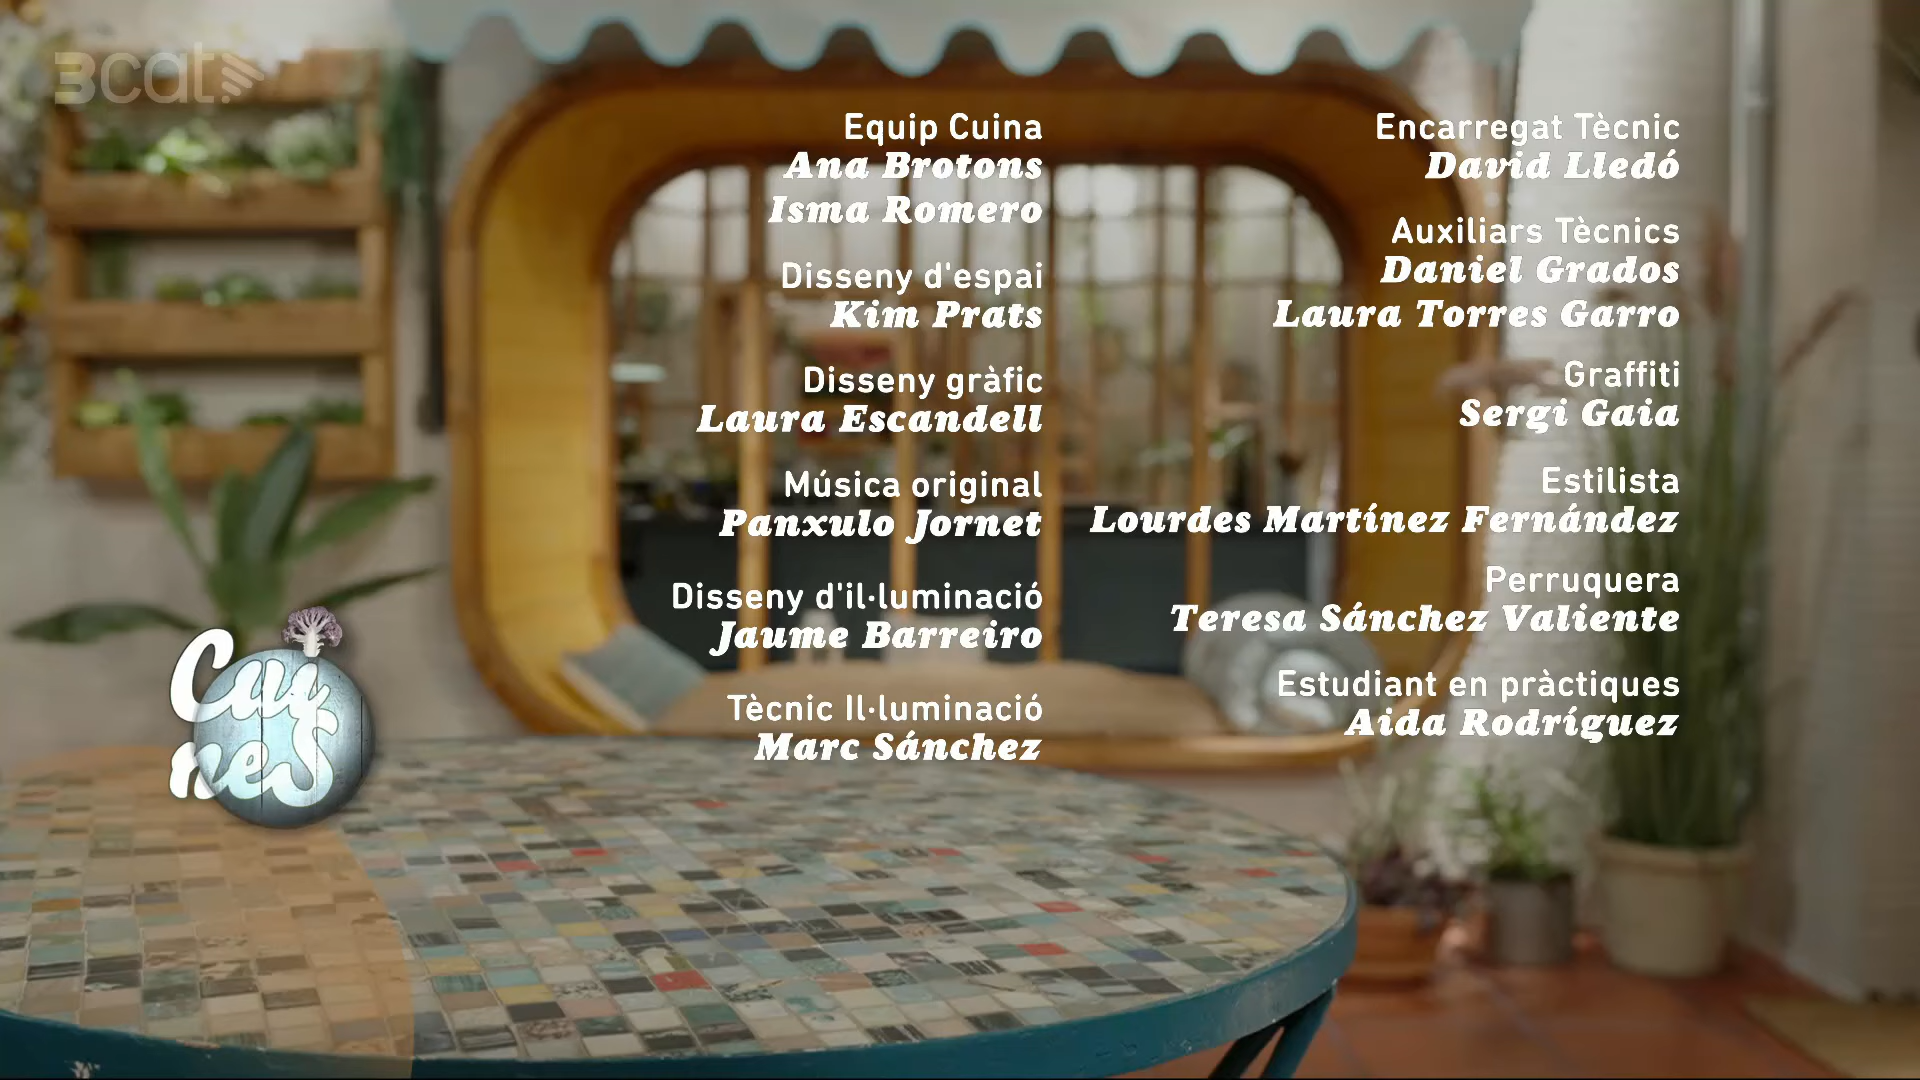 3cat
Equip Cuina
Ana Brotons
Isma Romero
Disseny d'espai
Kim Prats
Disseny gràfic
Laura Escandell
Música original
Panxulo Jornet
Disseny d'il·luminació
Jaume Barreiro
Tècnic Il·luminació
Marc Sánchez
Encarregat Tècnic
David Lledó
Auxiliars Tècnics
Daniel Grados
Laura Torres Garro
Graffiti
Sergi Gaia
Estilista
Lourdes Martínez Fernández
Perruquera
Teresa Sánchez Valiente
Estudiant en pràctiques
Aida Rodríguez
Cui
nes